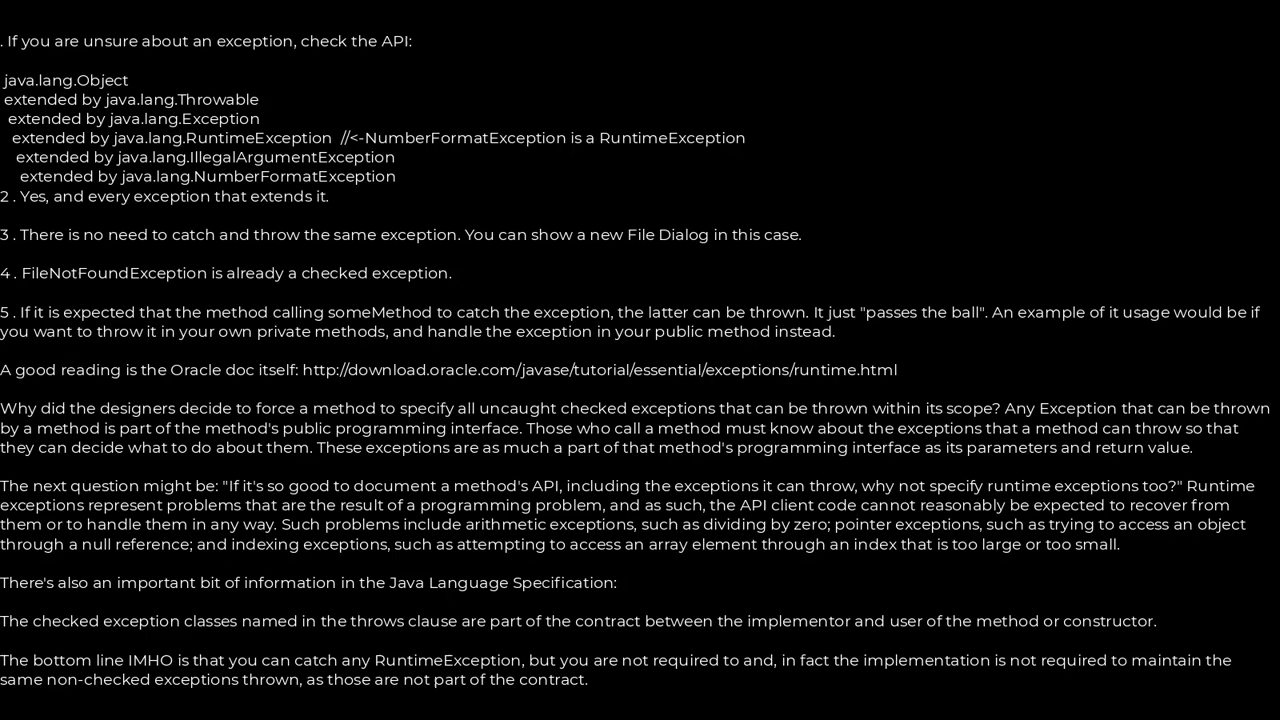 . If you are unsure about an exception, check the API:
java.lang.Object
extended by java.lang.Throwable
extended by java.lang.Exception
extended by java.lang.RuntimeException  //<-NumberFormatException is a RuntimeException
extended by java.lang.IllegalArgumentException
extended by java.lang.NumberFormatException
2 . Yes, and every exception that extends it.
3 . There is no need to catch and throw the same exception. You can show a new File Dialog in this case.
4 . FileNotFoundException is already a checked exception.
5 . If it is expected that the method calling someMethod to catch the exception, the latter can be thrown. It just "passes the ball". An example of it usage would be if
you want to throw it in your own private methods, and handle the exception in your public method instead.
A good reading is the Oracle doc itself: http://download.oracle.com/javase/tutorial/essential/exceptions/runtime.html
Why did the designers decide to force a method to specify all uncaught checked exceptions that can be thrown within its scope? Any Exception that can be thrown
by a method is part of the method's public programming interface. Those who call a method must know about the exceptions that a method can throw so that
they can decide what to do about them. These exceptions are as much a part of that method's programming interface as its parameters and return value.
The next question might be: "If it's so good to document a method's API, including the exceptions it can throw, why not specify runtime exceptions too?" Runtime
exceptions represent problems that are the result of a programming problem, and as such, the API client code cannot reasonably be expected to recover from
them or to handle them in any way. Such problems include arithmetic exceptions, such as dividing by zero; pointer exceptions, such as trying to access an object
through a null reference; and indexing exceptions, such as attempting to access an array element through an index that is too large or too small.
There's also an important bit of information in the Java Language Specification:
The checked exception classes named in the throws clause are part of the contract between the implementor and user of the method or constructor.
The bottom line IMHO is that you can catch any RuntimeException, but you are not required to and, in fact the implementation is not required to maintain the
same non-checked exceptions thrown, as those are not part of the contract.